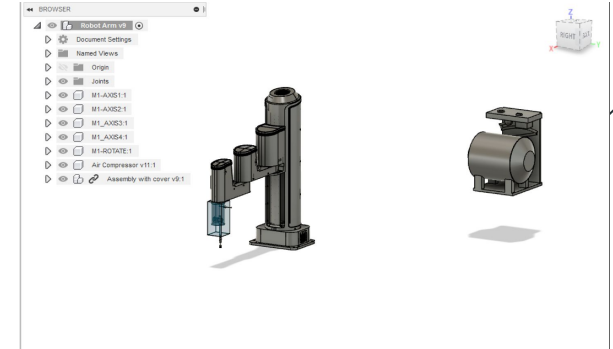 BROWSER
Robot Arm v9
Document Settings
Named Views
Origin
Joints
M1-AXIS1:1
M1-AXIS2:1
M1_AXIS3:1
M1_AXIS4:1
M1-ROTATE:1
Air Compressor v11:1
Assembly with cover v9:1
Z
RIGHT
X
Y